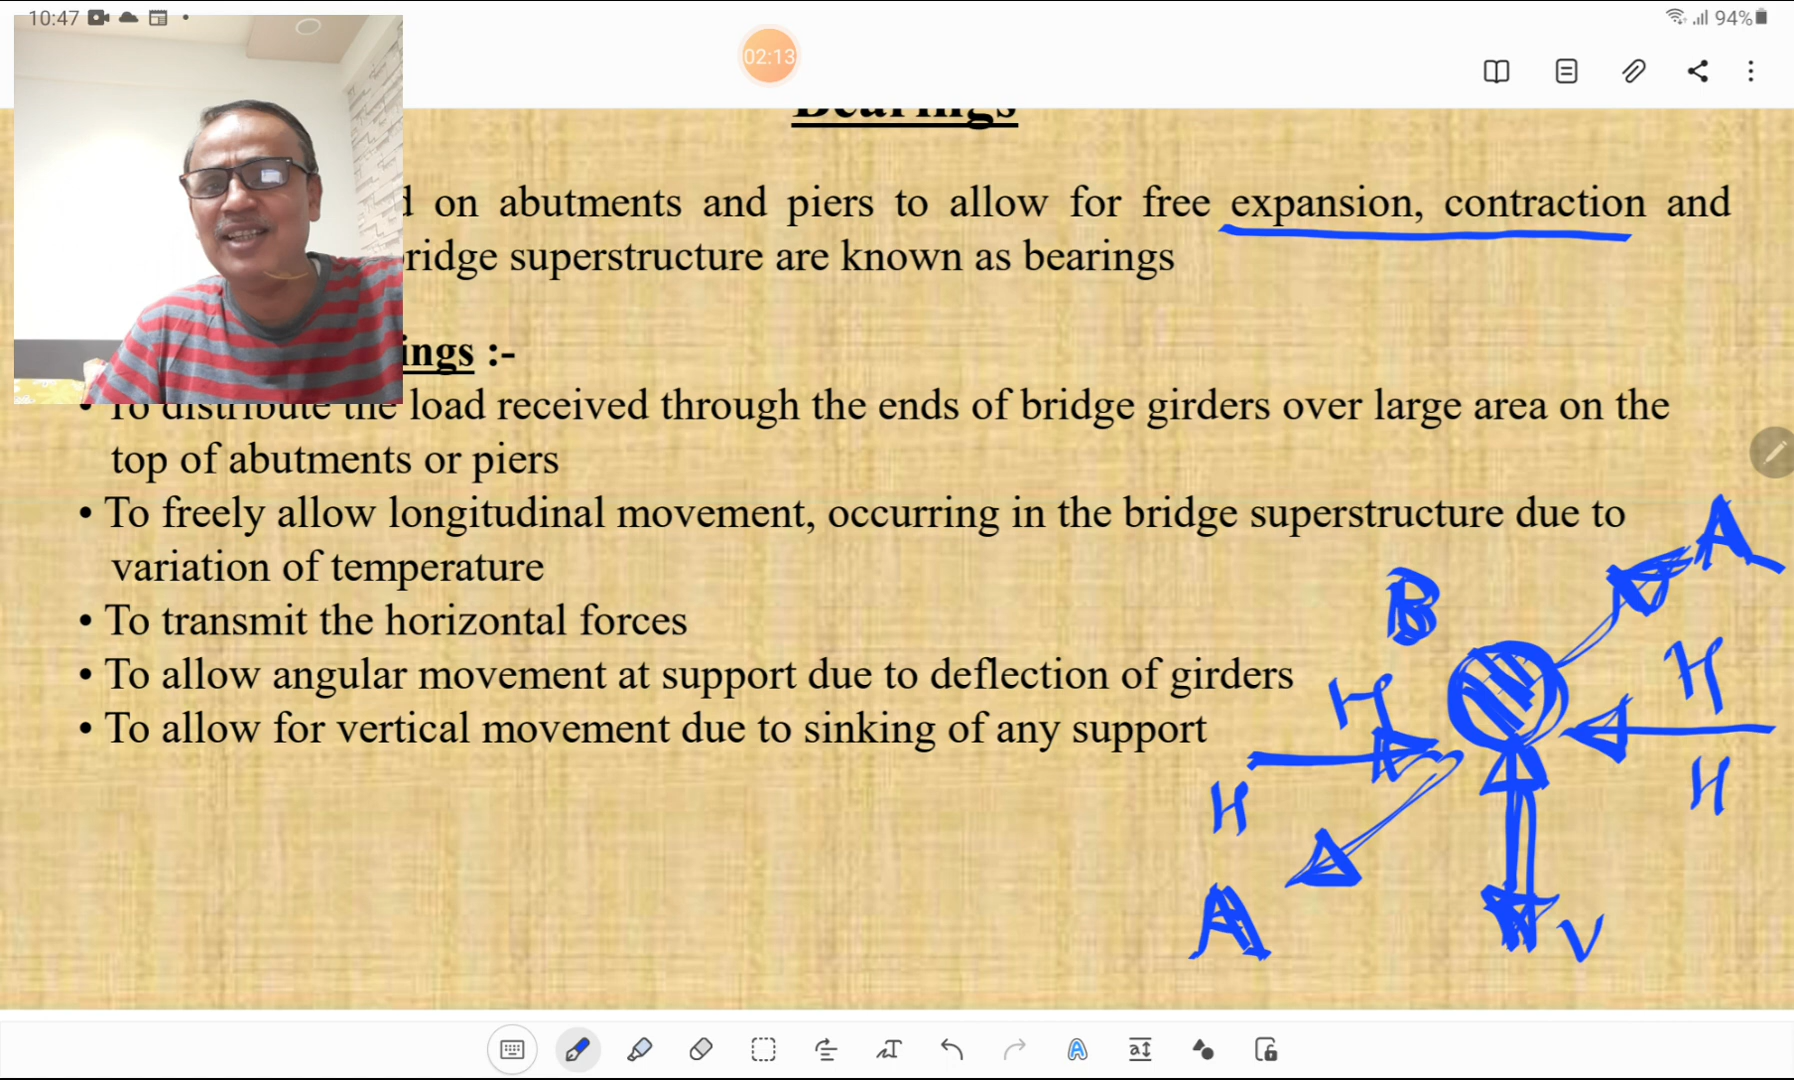 10:47
94%
02:13
Bearings
on abutments and piers to allow for free expansion, contraction and
ridge superstructure are known as bearings
ings :-
• To distribute the load received through the ends of bridge girders over large area on the
top of abutments or piers
• To freely allow longitudinal movement, occurring in the bridge superstructure due to
variation of temperature
• To transmit the horizontal forces
• To allow angular movement at support due to deflection of girders
• To allow for vertical movement due to sinking of any support
A
B
H
H
H
H
A
V